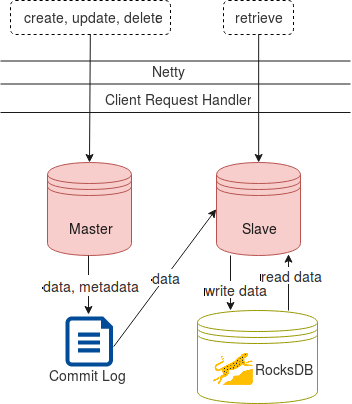 create, update, delete
retrieve
Netty
Client Request Handler
Master
Slave
data, metadata
data
write data
read data
Commit Log
RocksDB